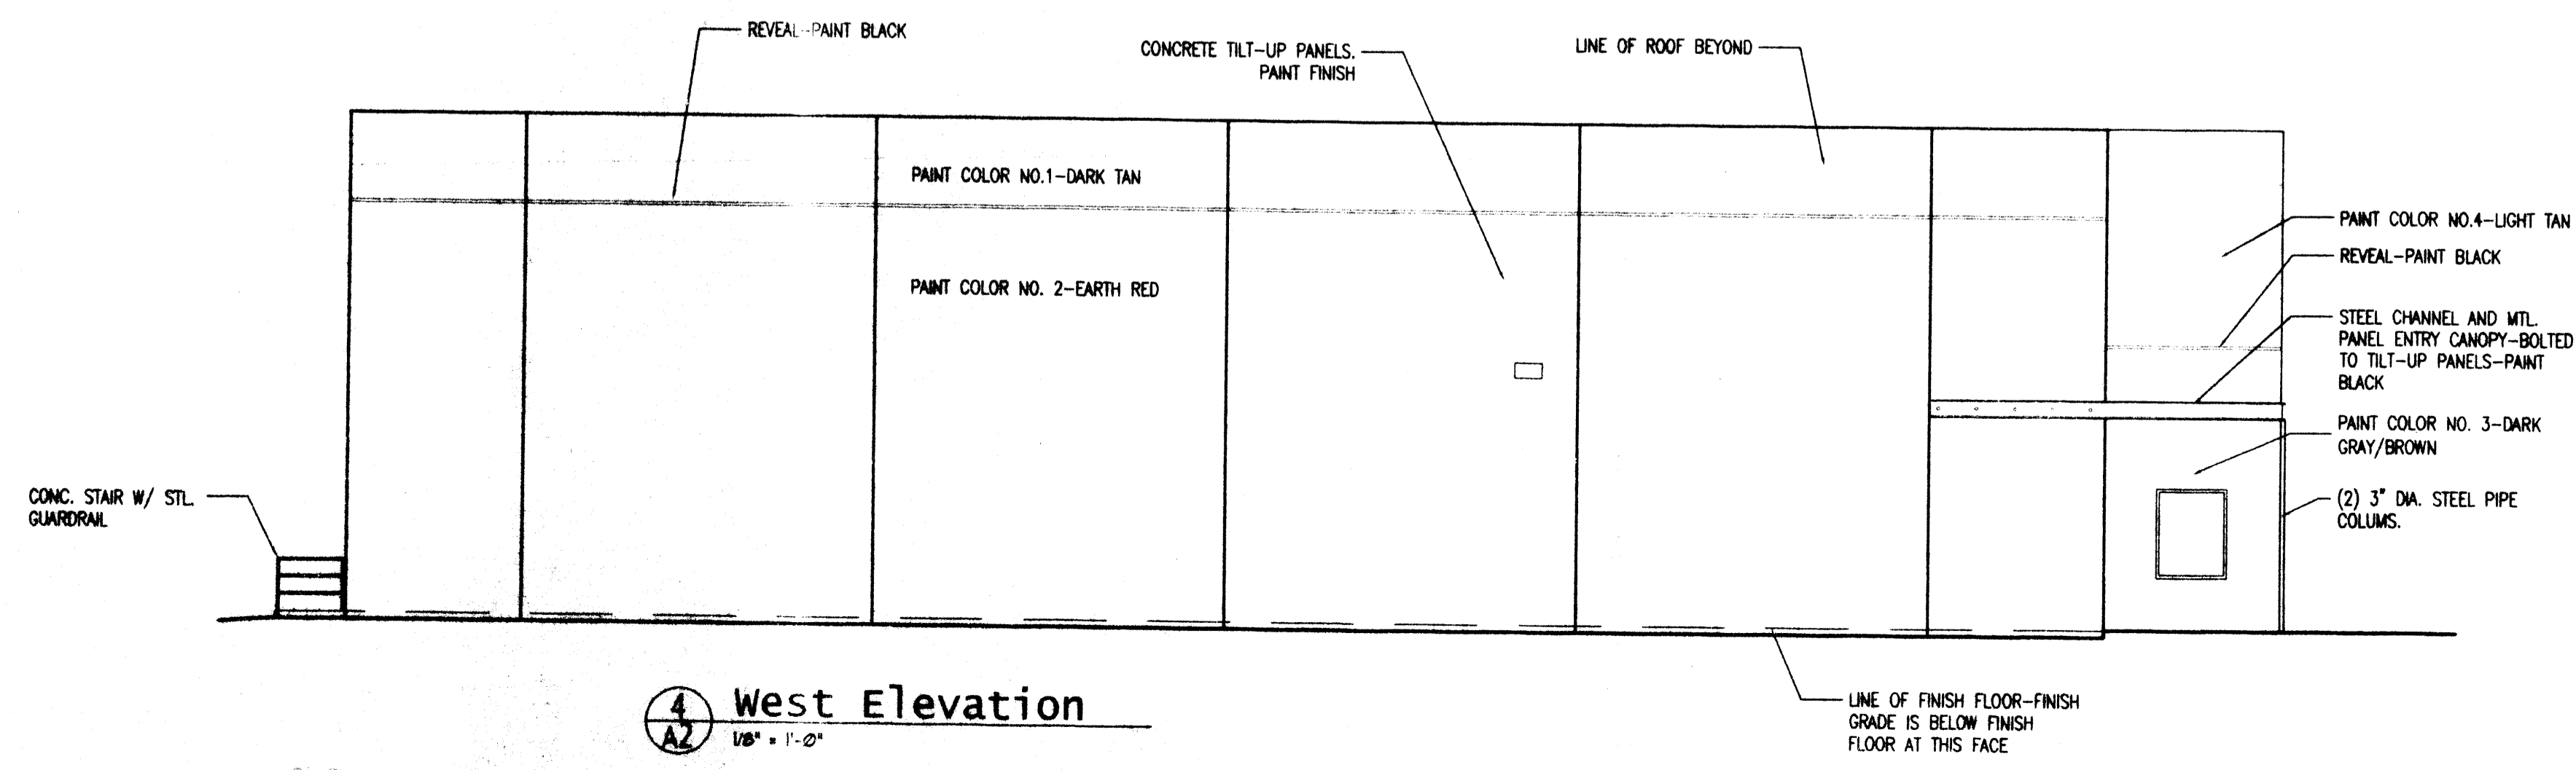 REVEAL-PAINT BLACK
CONCRETE TILT-UP PANELS.
PAINT FINISH
LINE OF ROOF BEYOND
PAINT COLOR NO.1-DARK TAN
PAINT COLOR NO. 2-EARTH RED
PAINT COLOR NO.4-LIGHT TAN
REVEAL-PAINT BLACK
STEEL CHANNEL AND MTL.
PANEL ENTRY CANOPY-BOLTED
TO TILT-UP PANELS-PAINT
BLACK
PAINT COLOR NO. 3-DARK
GRAY/BROWN
(2) 3" DIA. STEEL PIPE
COLUMS.
CONC. STAIR W/ STL.
GUARDRAIL
LINE OF FINISH FLOOR-FINISH
GRADE IS BELOW FINISH
FLOOR AT THIS FACE
4
A2
West Elevation
1/8" = 1'-0"